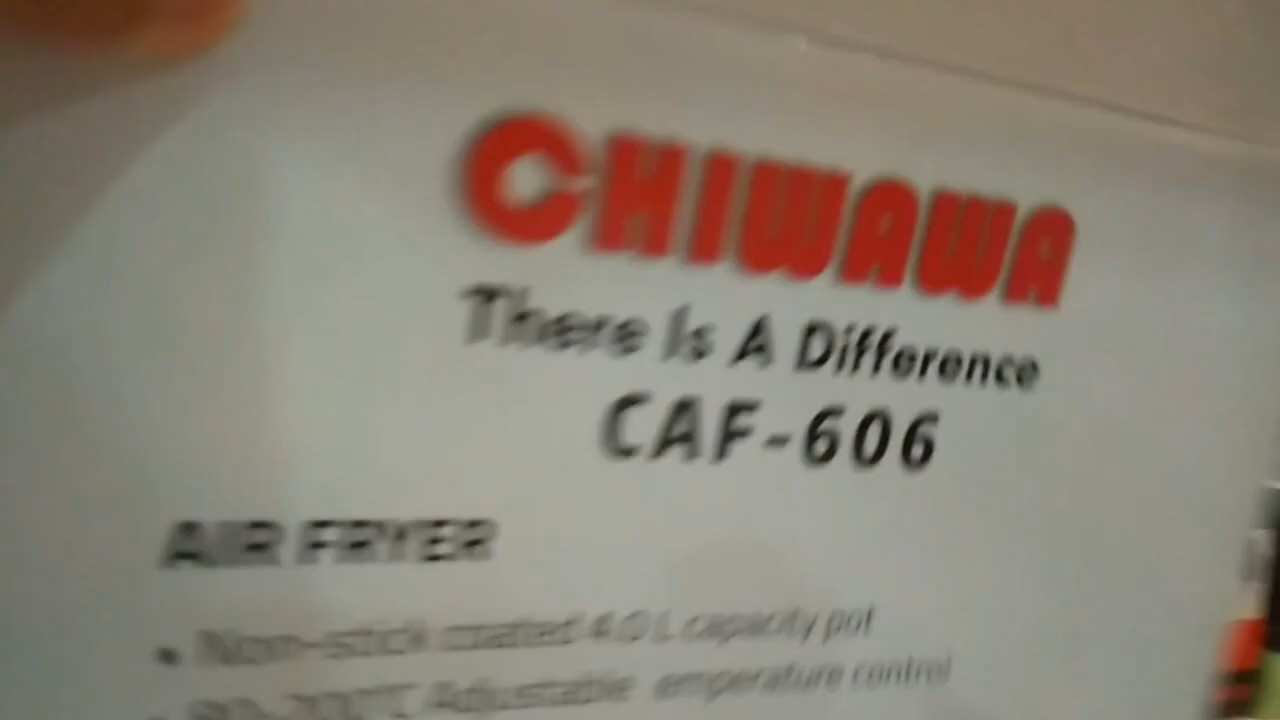 CHIWAWA
There Is A Difference
CAF-606
AIR FRYER
• Non-stick coated 4.0 L capacity pot
80-200°C Adjustable emperature control